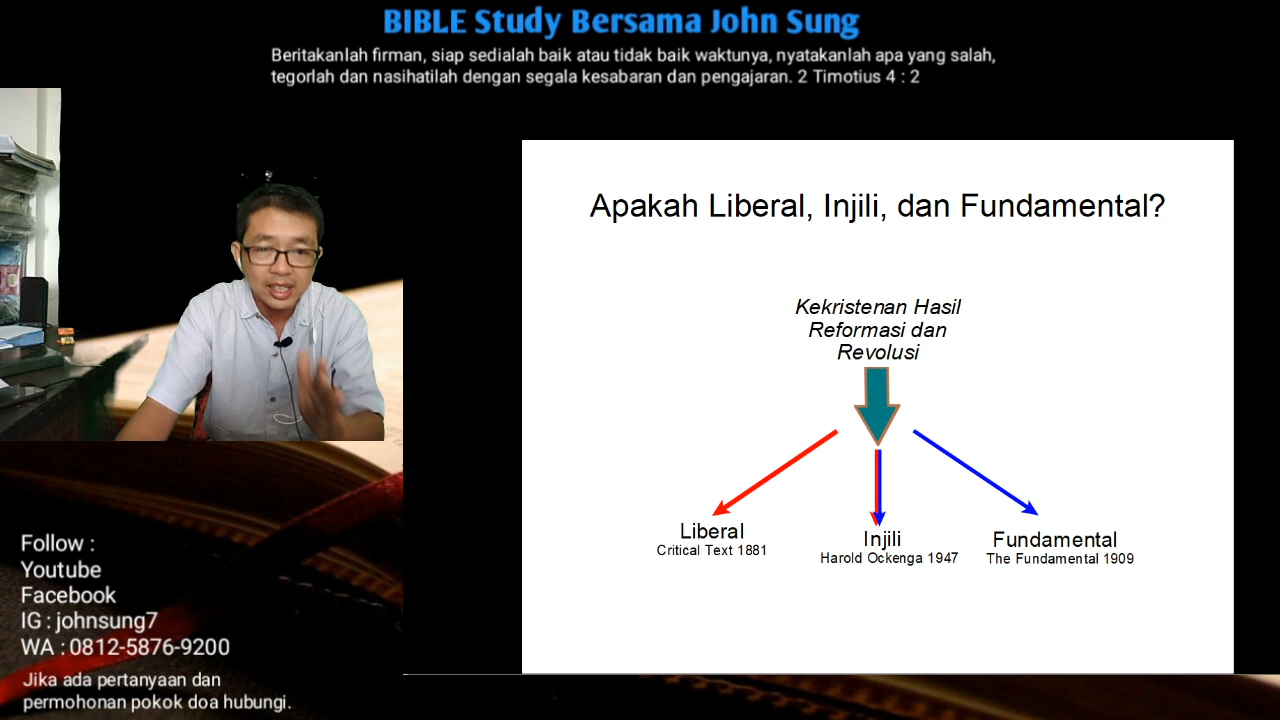 BIBLE Study Bersama John Sung
Beritakanlah firman, siap sedialah baik atau tidak baik waktunya, nyatakanlah apa yang salah,
tegorlah dan nasihatilah dengan segala kesabaran dan pengajaran. 2 Timotius 4 : 2
Apakah Liberal, Injili, dan Fundamental?
Kekristenan Hasil
Reformasi dan
Revolusi
Liberal
Critical Text 1881
Injili
Harold Ockenga 1947
Fundamental
The Fundamental 1909
Follow :
Youtube
Facebook
IG : johnsung7
WA : 0812-5876-9200
Jika ada pertanyaan dan
permohonan pokok doa hubungi.